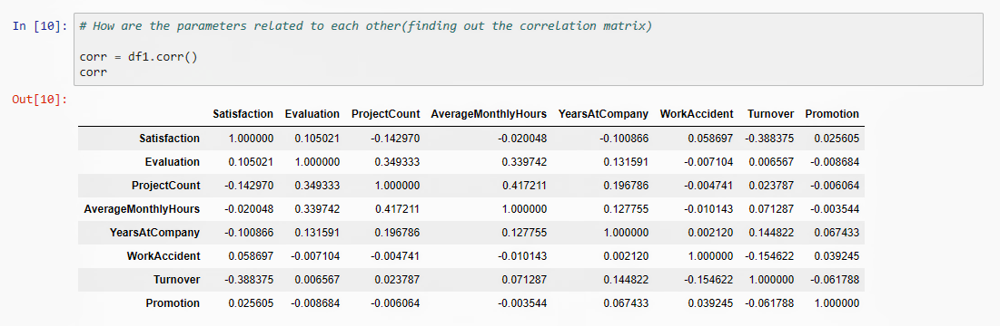 In [10]: # How are the parameters related to each other(finding out the correlation matrix)
corr = df1.corr()
corr
Out[10]:
Satisfaction Evaluation ProjectCount AverageMonthlyHours YearsAtCompany WorkAccident Turnover Promotion
Satisfaction 1.000000 0.105021 -0.142970 -0.020048 -0.100866 0.058697 -0.388375 0.025605
Evaluation 0.105021 1.000000 0.349333 0.339742 0.131591 -0.007104 0.006567 -0.008684
ProjectCount -0.142970 0.349333 1.000000 0.417211 0.196786 -0.004741 0.023787 -0.006064
AverageMonthlyHours -0.020048 0.339742 0.417211 1.000000 0.127755 -0.010143 0.071287 -0.003544
YearsAtCompany -0.100866 0.131591 0.196786 0.127755 1.000000 0.002120 0.144822 0.067433
WorkAccident 0.058697 -0.007104 -0.004741 -0.010143 0.002120 1.000000 -0.154622 0.039245
Turnover -0.388375 0.006567 0.023787 0.071287 0.144822 -0.154622 1.000000 -0.061788
Promotion 0.025605 -0.008684 -0.006064 -0.003544 0.067433 0.039245 -0.061788 1.000000